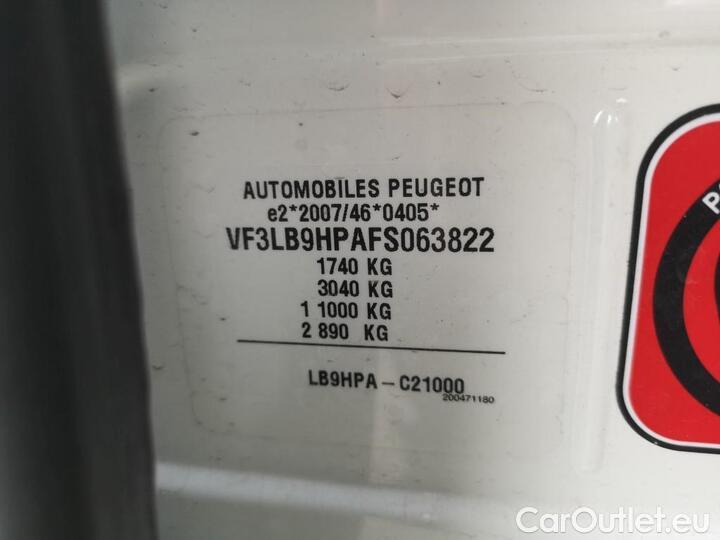 AUTOMOBILES PEUGEOT
e2*2007/46*0405*
VF3LB9HPAFS063822
1740 KG
3040 KG
1 1000 KG
2 890 KG
LB9HPA – C21000
200471180
CarOutlet.eu